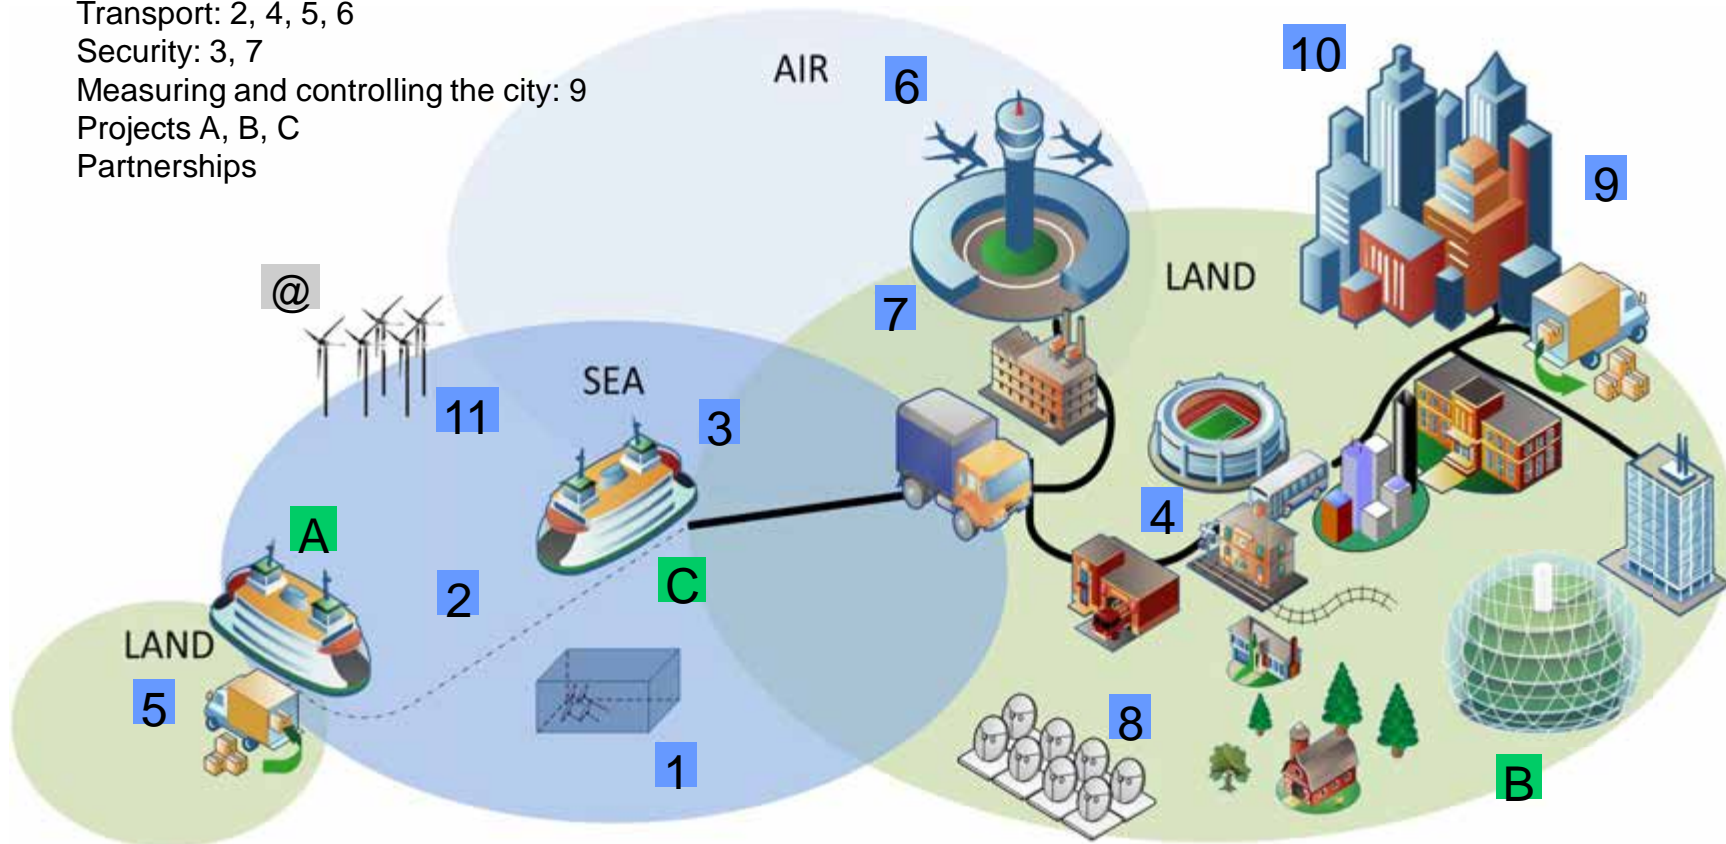 Transport: 2, 4, 5, 6
Security: 3, 7
Measuring and controlling the city: 9
Projects A, B, C
Partnerships
AIR
6
10
9
@
7
LAND
SEA
11
3
A
4
2
C
LAND
5
8
1
B